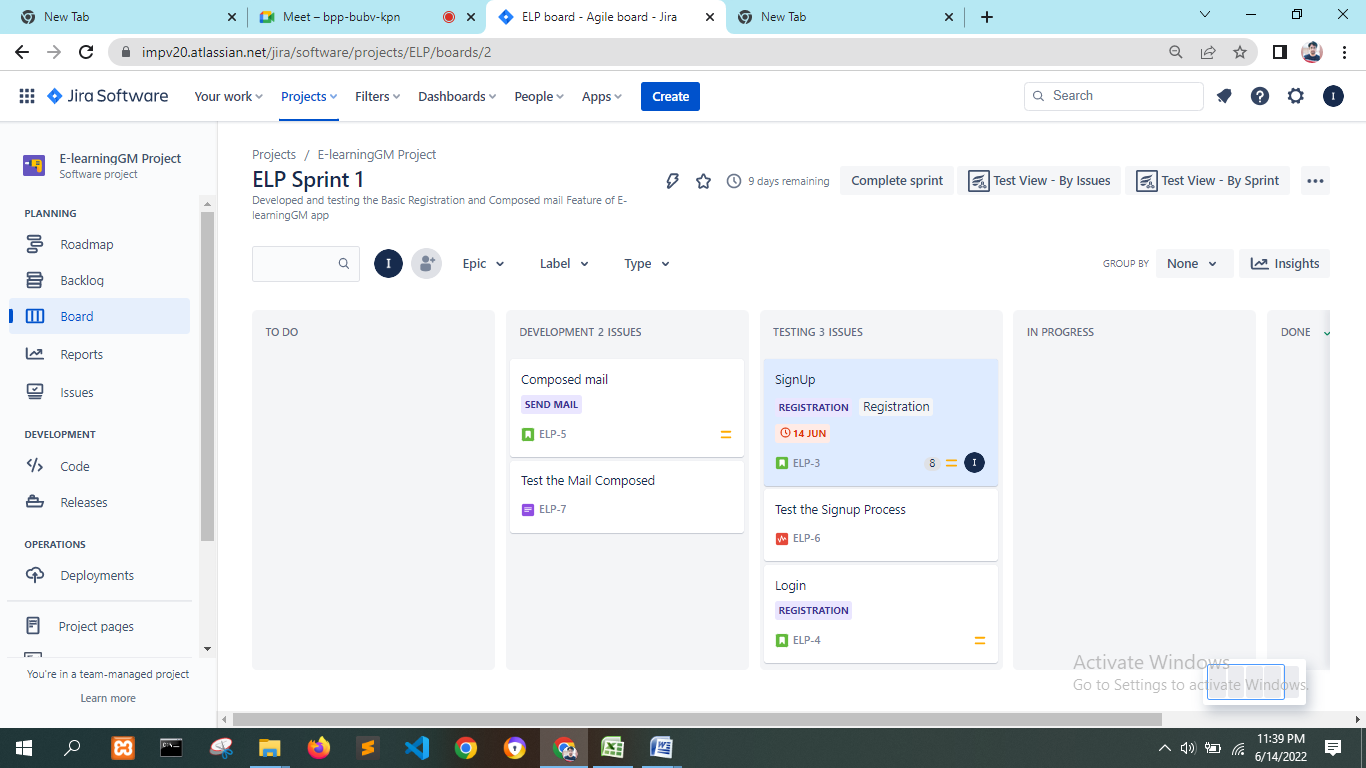 New Tab
Meet – bpp-bubv-kpn
ELP board - Agile board - Jira
New Tab
impv20.atlassian.net/jira/software/projects/ELP/boards/2
Jira Software
Your work
Projects
Filters
Dashboards
People
Apps
Create
Search
I
E-learningGM Project
Software project
PLANNING
Roadmap
Backlog
Board
Reports
Issues
DEVELOPMENT
Code
Releases
OPERATIONS
Deployments
Project pages
You're in a team-managed project
Learn more
Projects / E-learningGM Project
ELP Sprint 1
Developed and testing the Basic Registration and Composed mail Feature of E-
learningGM app
9 days remaining
Complete sprint
Test View - By Issues
Test View - By Sprint
I
Epic
Label
Type
GROUP BY
None
Insights
TO DO
DEVELOPMENT 2 ISSUES
Composed mail
SEND MAIL
ELP-5
Test the Mail Composed
ELP-7
TESTING 3 ISSUES
SignUp
REGISTRATION Registration
14 JUN
ELP-3 8 I
Test the Signup Process
ELP-6
Login
REGISTRATION
ELP-4
IN PROGRESS
DONE
Activate Windows
Go to Settings to activate Windows.
11:39 PM
6/14/2022